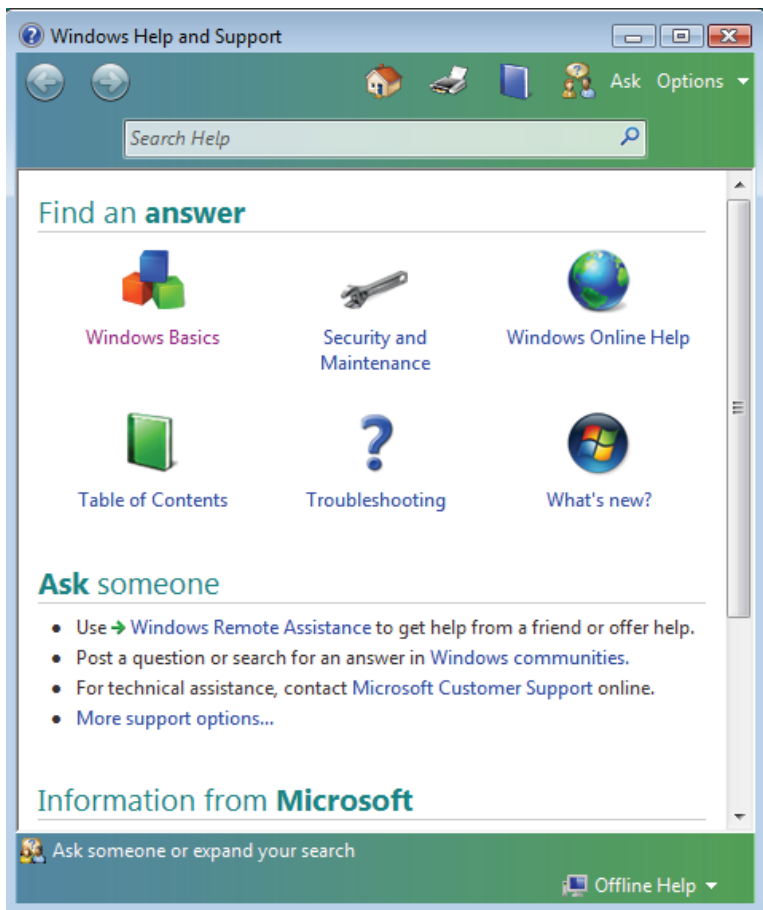 Windows Help and Support
Ask Options
Search Help
Find an answer
Windows Basics
Security and
Maintenance
Windows Online Help
Table of Contents
Troubleshooting
What's new?
Ask someone
• Use ➔ Windows Remote Assistance to get help from a friend or offer help.
• Post a question or search for an answer in Windows communities.
• For technical assistance, contact Microsoft Customer Support online.
• More support options...
Information from Microsoft
Ask someone or expand your search
Offline Help